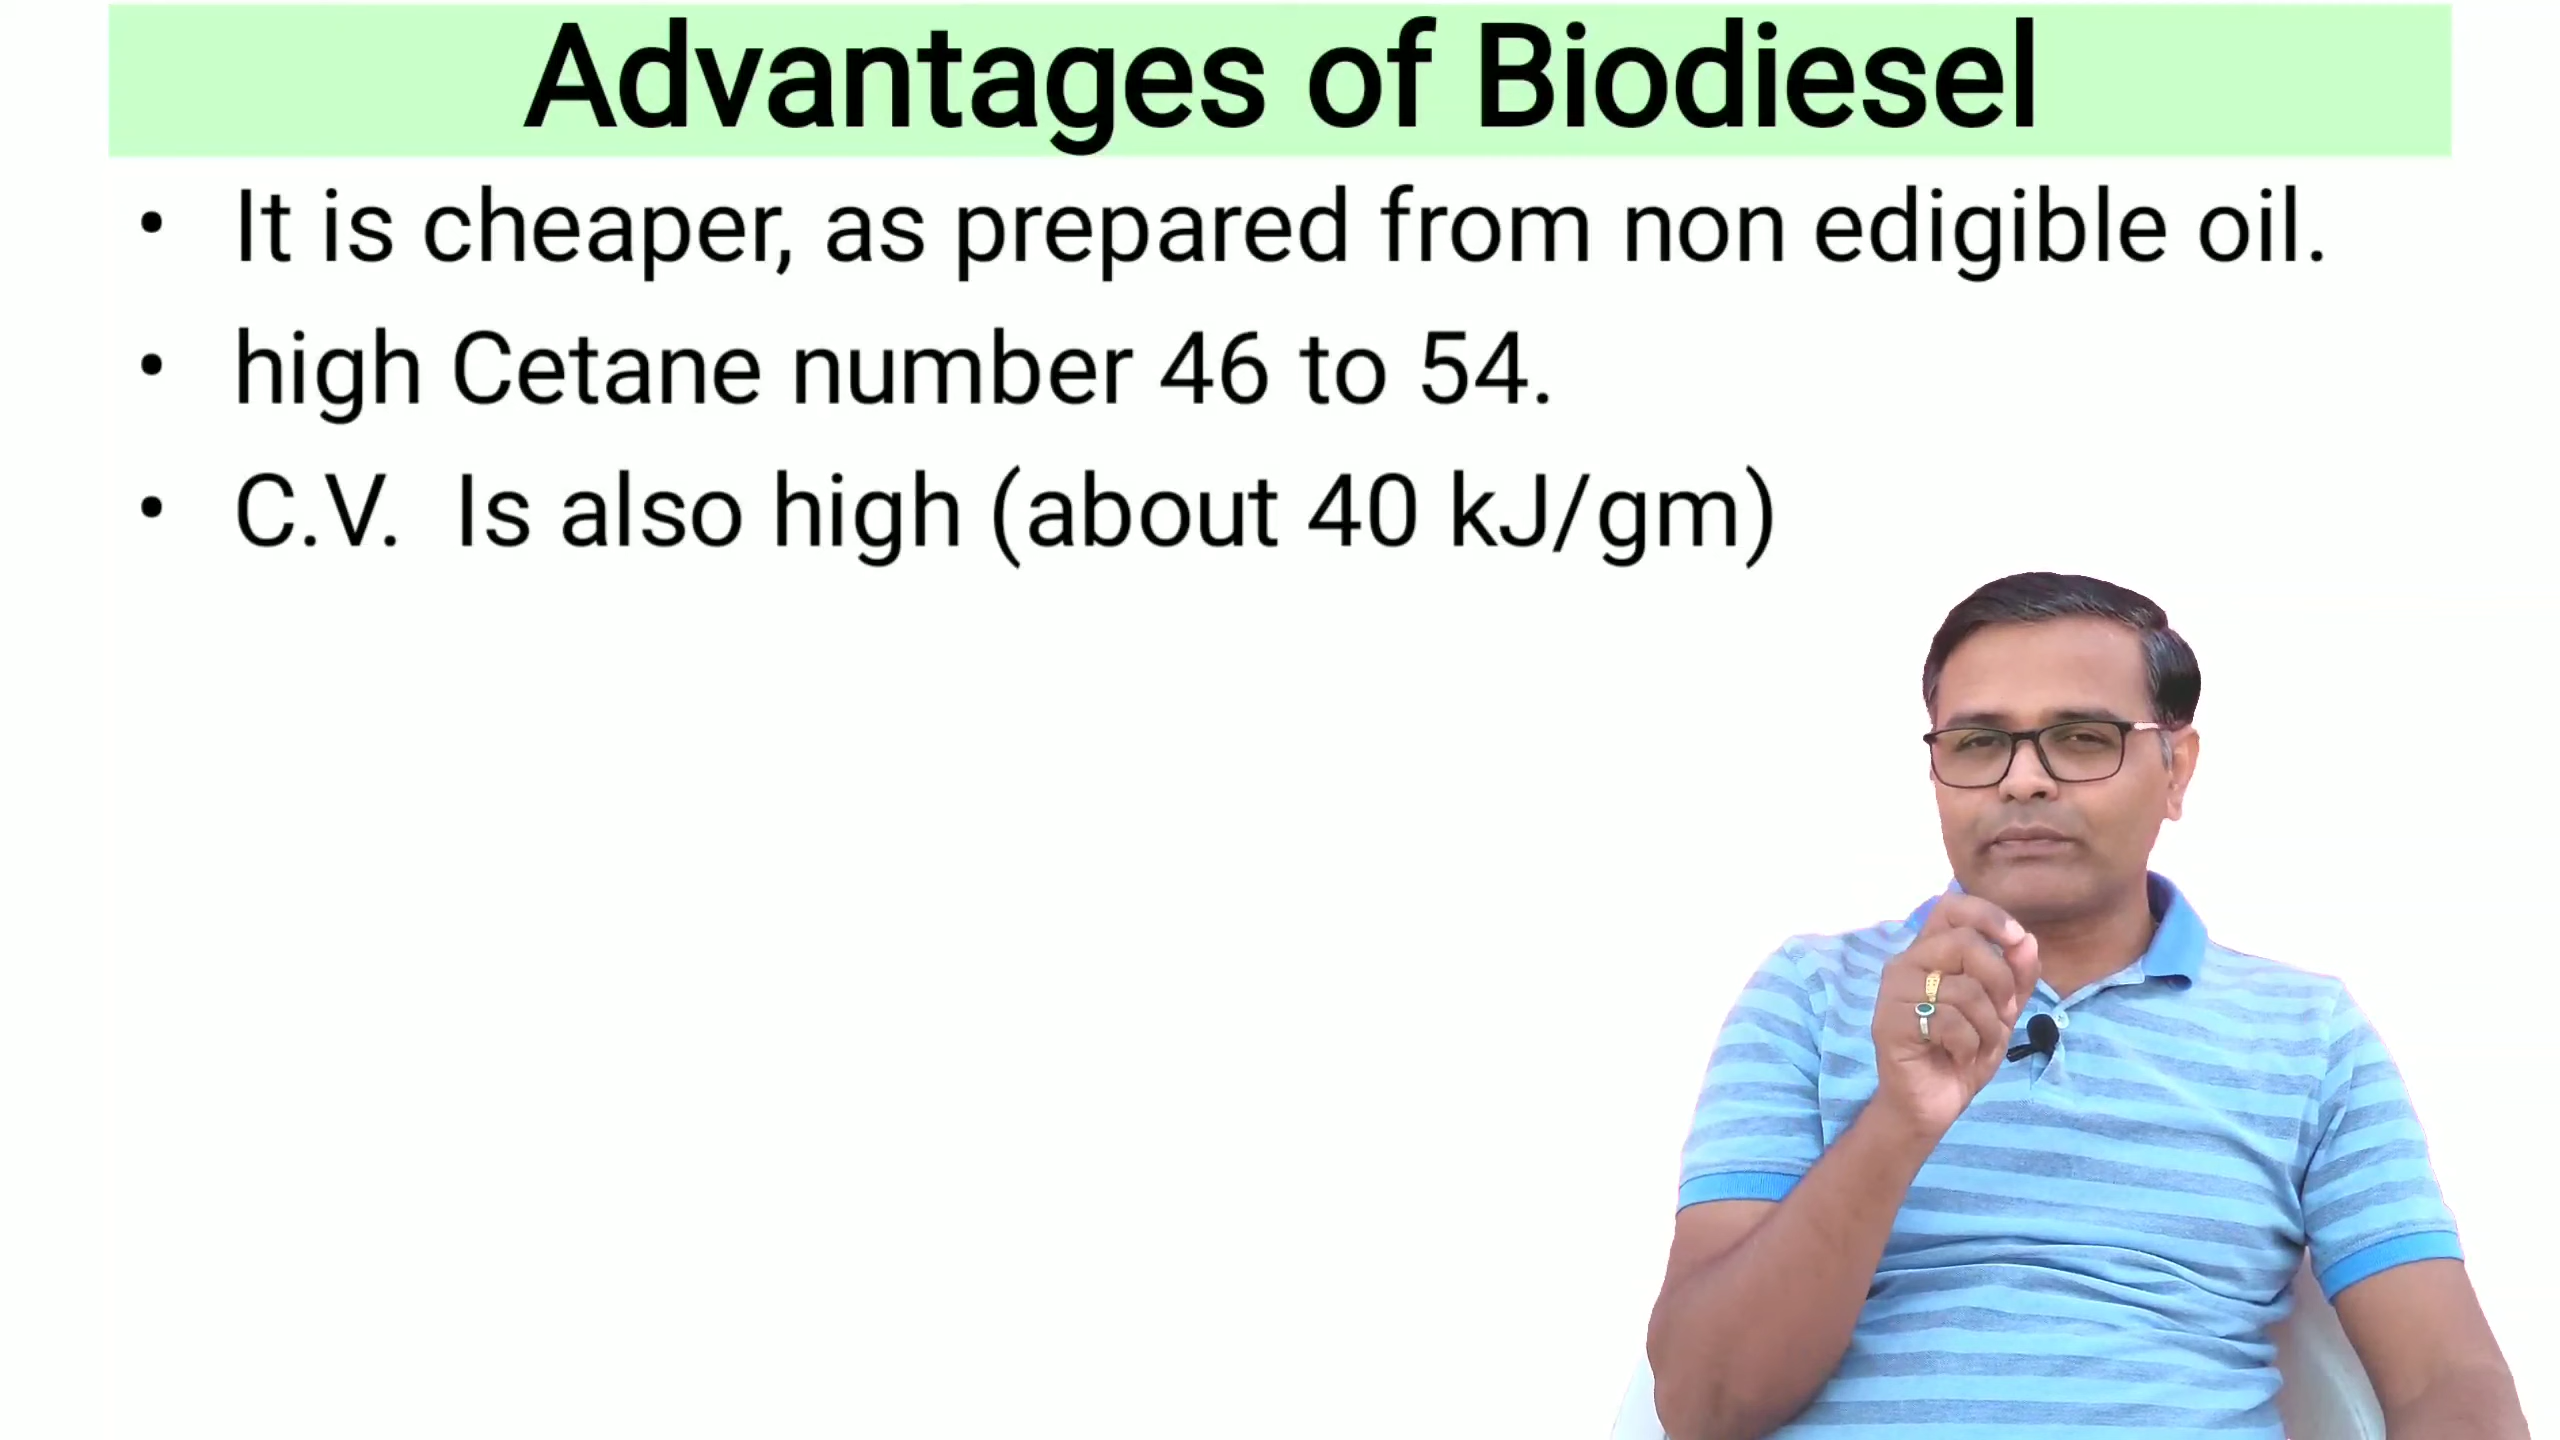 Advantages of Biodiesel
• It is cheaper, as prepared from non edigible oil.
• high Cetane number 46 to 54.
• C.V. Is also high (about 40 kJ/gm)